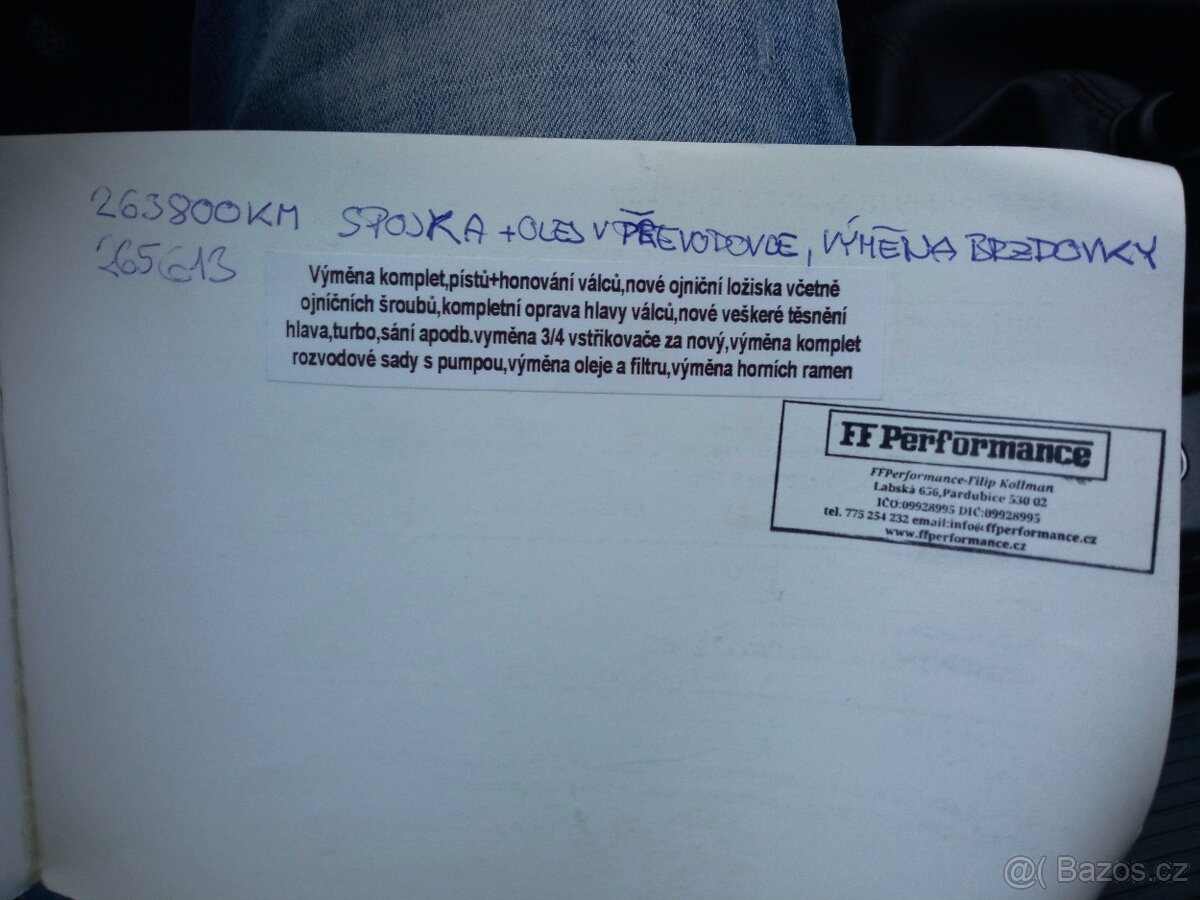 263800KM SPOJKA + OLEJ V PŘEVODOVCE, VÝMĚNA BRZDOVKY
265613
Výměna komplet,pístů+honování válců,nové ojniční ložiska včetně
ojníčních šroubů,kompletní oprava hlavy válců,nové veškeré těsnění
hlava,turbo,sání apodb.vyměna 3/4 vstřikovače za nový,výměna komplet
rozvodové sady s pumpou,výměna oleje a filtru,výměna horních ramen
FF Performance
FFPerformance-Filip Kollman
Labská 656,Pardubice 530 02
IČO:09928995 DIČ:09928995
tel. 775 254 232 email:info@ffperformance.cz
www.ffperformance.cz
@( Bazos.cz